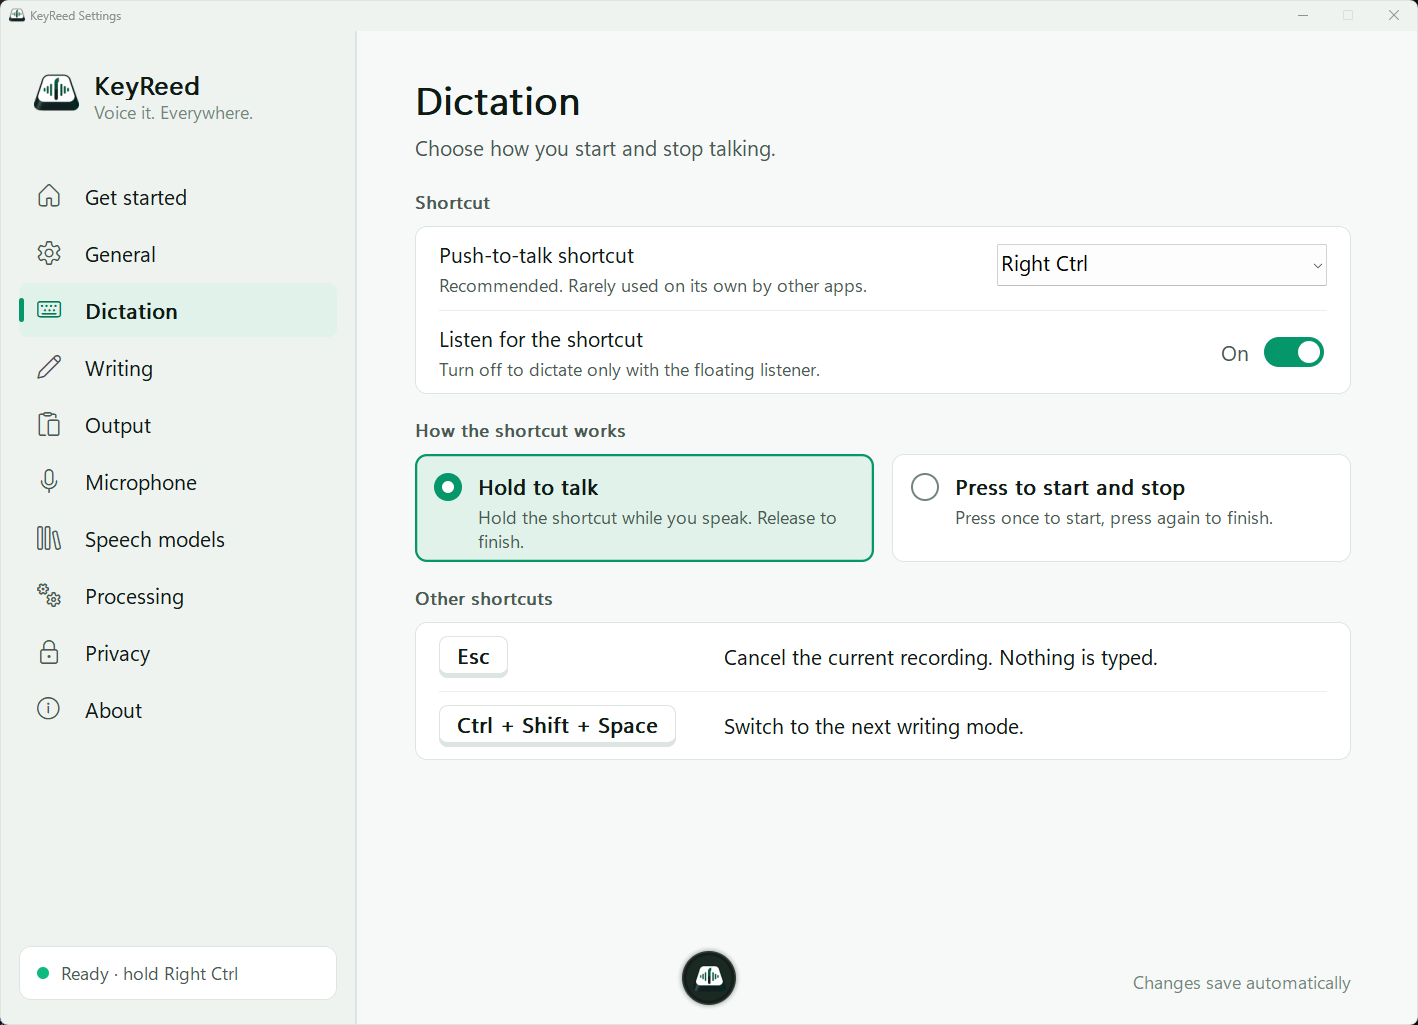 KeyReed Settings
KeyReed
Voice it. Everywhere.
Get started
General
Dictation
Writing
Output
Microphone
Speech models
Processing
Privacy
About
Ready · hold Right Ctrl
Dictation
Choose how you start and stop talking.
Shortcut
Push-to-talk shortcut
Recommended. Rarely used on its own by other apps.
Right Ctrl
Listen for the shortcut
Turn off to dictate only with the floating listener.
On
How the shortcut works
Hold to talk
Hold the shortcut while you speak. Release to
finish.
Press to start and stop
Press once to start, press again to finish.
Other shortcuts
Esc
Cancel the current recording. Nothing is typed.
Ctrl + Shift + Space
Switch to the next writing mode.
Changes save automatically